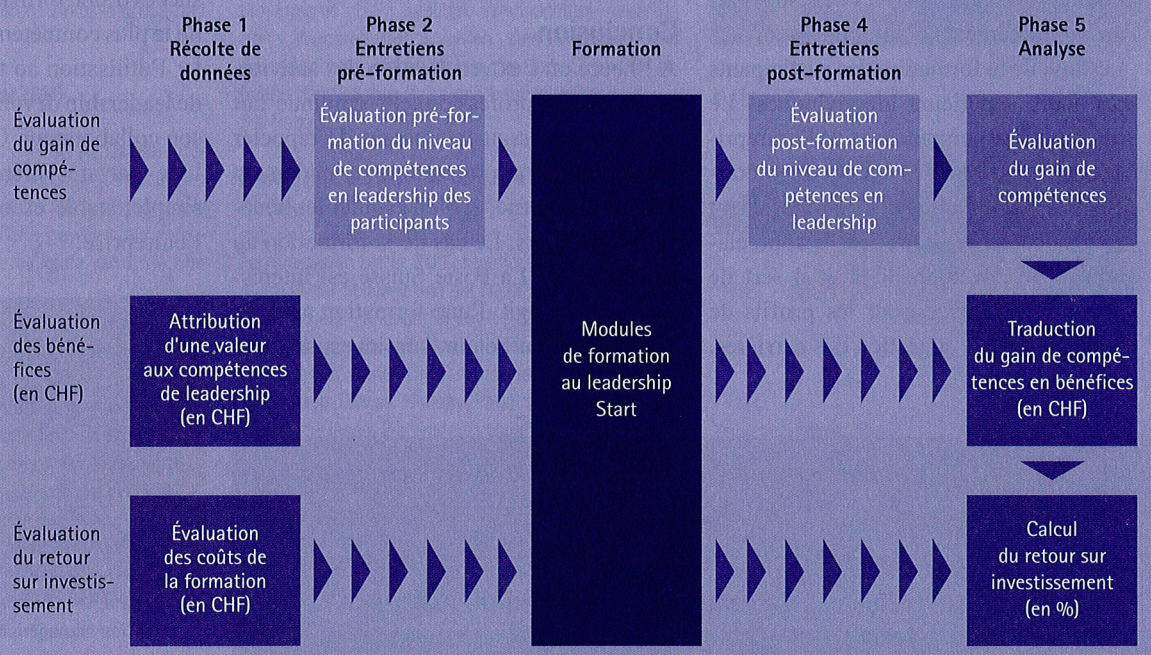 Phase 1
Récolte de
données
Phase 2
Entretiens
pré-formation
Formation
Phase 4
Entretiens
post-formation
Phase 5
Analyse
Évaluation
du gain de
compé-
tences
Évaluation pré-for-
mation du niveau
de compétences
en leadership des
participants
Évaluation
post-formation
du niveau de com-
pétences en
leadership
Évaluation
du gain de
compétences
Évaluation
des béné-
fices
(en CHF)
Attribution
d'une valeur
aux compétences
de leadership
(en CHF)
Modules
de formation
au leadership
Start
Traduction
du gain de compé-
tences en bénéfices
(en CHF)
Évaluation
du retour
sur investis-
sement
Évaluation
des coûts de
la formation
(en CHF)
Calcul
du retour sur
investissement
(en %)